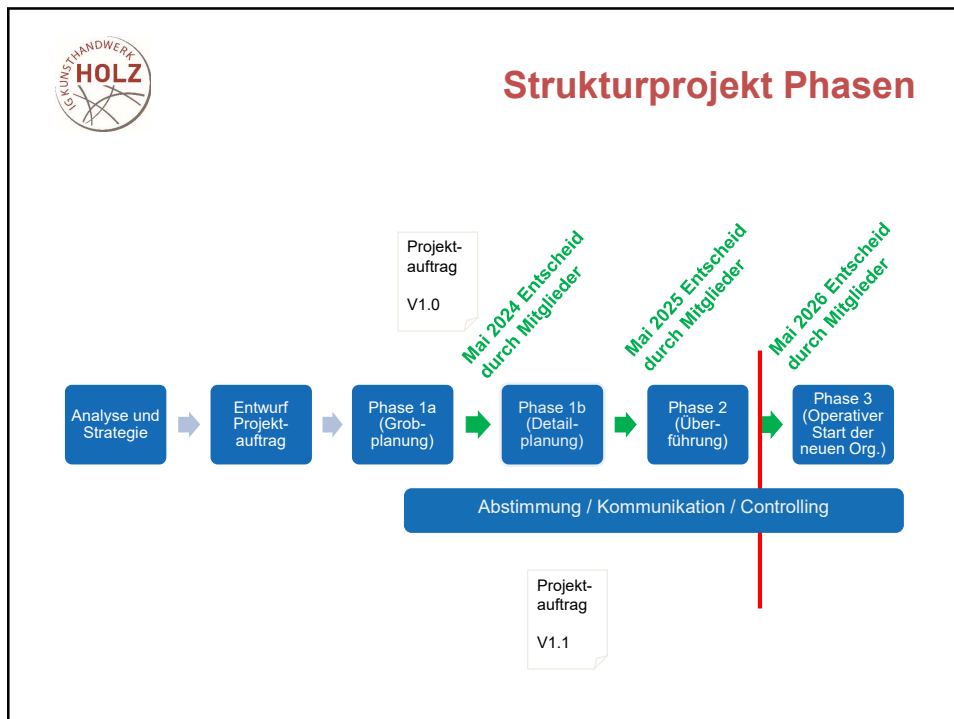 IG KUNSTHANDWERK
HOLZ
Strukturprojekt Phasen
Projekt-
auftrag
V1.0
Mai 2024 Entscheid
durch Mitglieder
Mai 2025 Entscheid
durch Mitglieder
Mai 2026 Entscheid
durch Mitglieder
Analyse und
Strategie
Entwurf
Projekt-
auftrag
Phase 1a
(Grob-
planung)
Phase 1b
(Detail-
planung)
Phase 2
(Über-
führung)
Phase 3
(Operativer
Start der
neuen Org.)
Abstimmung / Kommunikation / Controlling
Projekt-
auftrag
V1.1